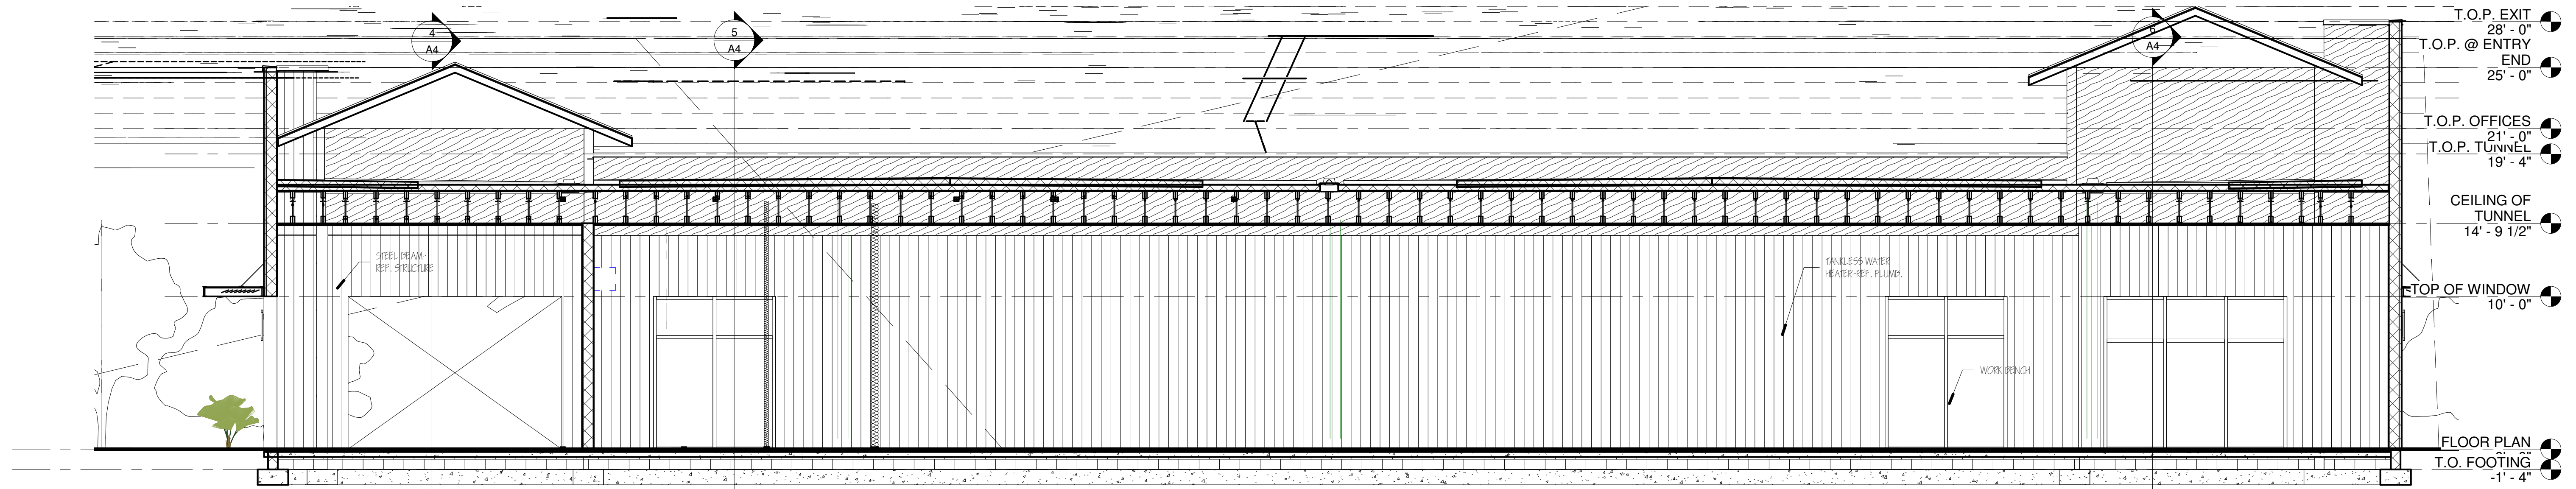 4
A4
5
A4
6
A4
T.O.P. EXIT
28' - 0"
T.O.P. @ ENTRY
END
25' - 0"
T.O.P. OFFICES
21' - 0"
T.O.P. TUNNEL
19' - 4"
CEILING OF
TUNNEL
14' - 9 1/2"
STEEL BEAM-
REF. STRUCTURE
TANKLESS WATER
HEATER-REF. PLUMB.
TOP OF WINDOW
10' - 0"
WORK BENCH
FLOOR PLAN
T.O. FOOTING
-1' - 4"